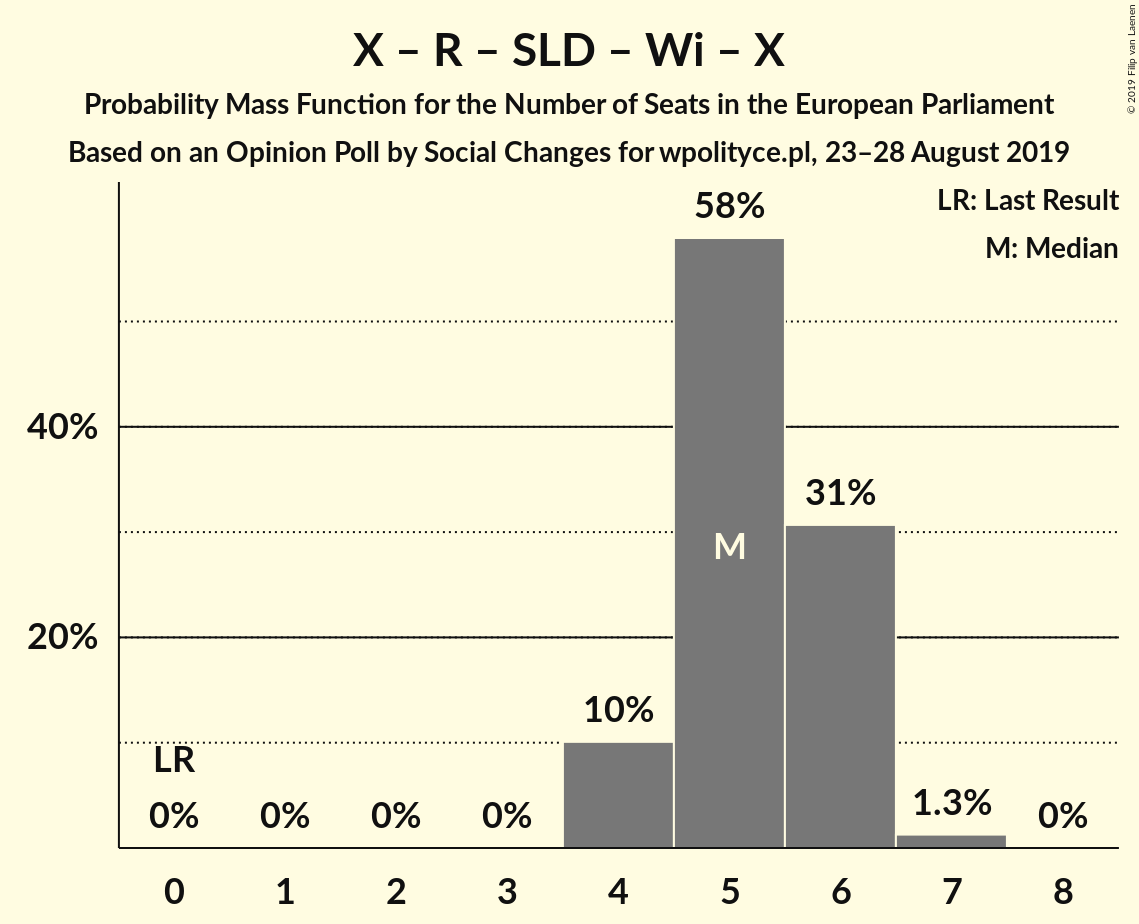 X – R – SLD – Wi – X
Probability Mass Function for the Number of Seats in the European Parliament
Based on an Opinion Poll by Social Changes for wpolityce.pl, 23–28 August 2019
© 2019 Filip van Laenen
LR: Last Result
M: Median
58%
40%
31%
M
20%
10%
LR
1.3%
0% 0% 0% 0% 0%
0 1 2 3 4 5 6 7 8